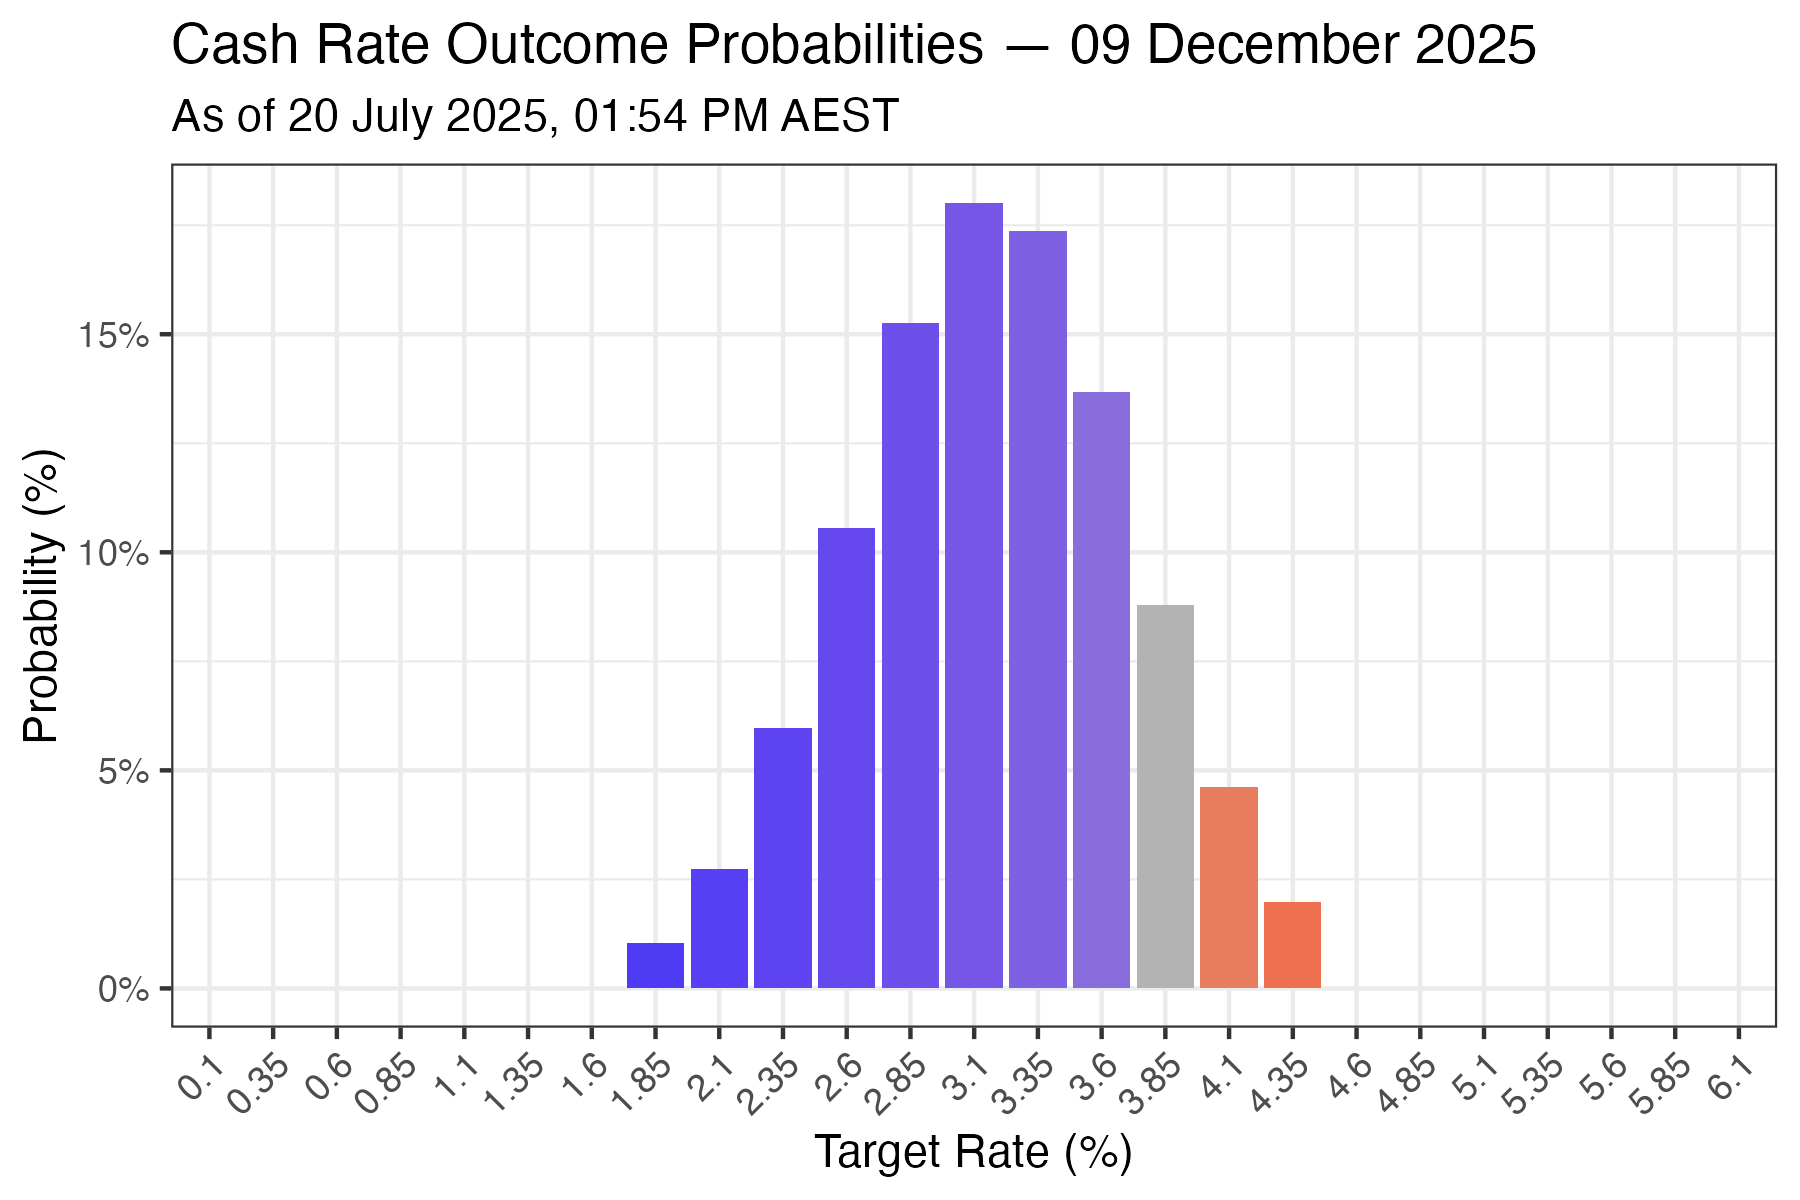 Cash Rate Outcome Probabilities — 09 December 2025
As of 20 July 2025, 01:54 PM AEST
Probability (%)
15%
10%
5%
0%
0.1 0.35 0.6 0.85 1.1 1.35 1.6 1.85 2.1 2.35 2.6 2.85 3.1 3.35 3.6 3.85 4.1 4.35 4.6 4.85 5.1 5.35 5.6 5.85 6.1
Target Rate (%)